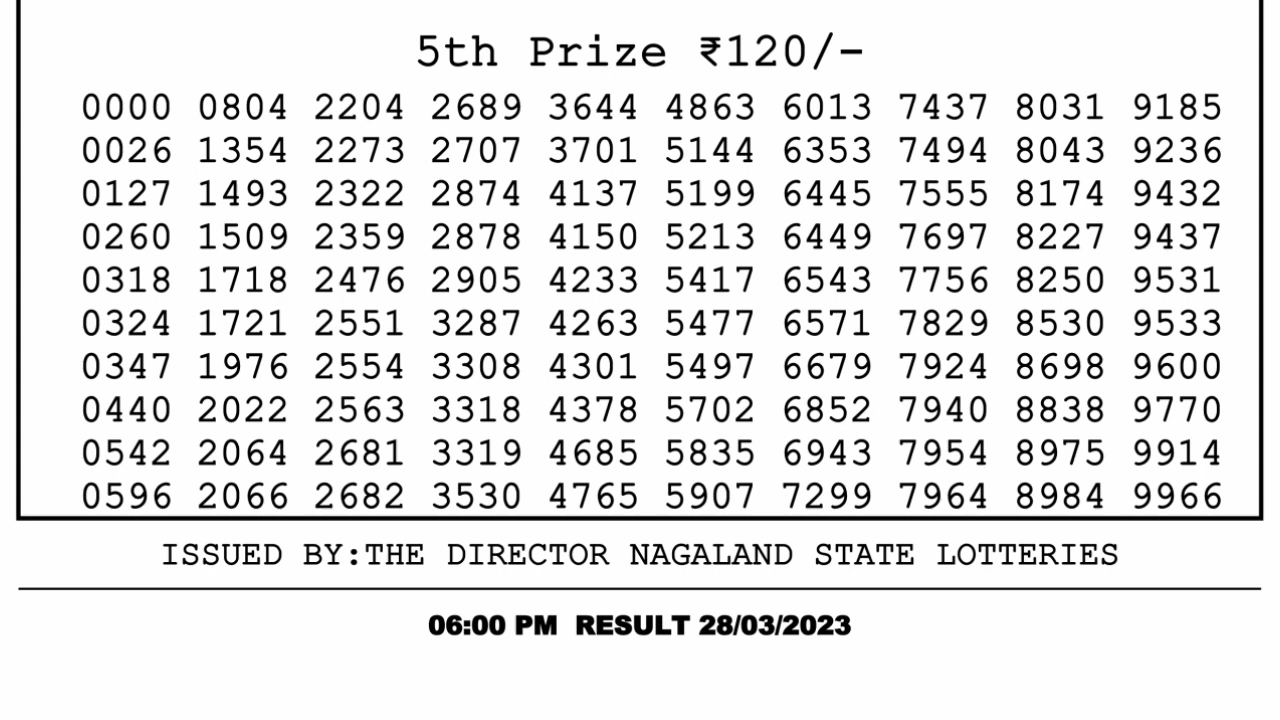 5th Prize ₹120/-
0000 0804 2204 2689 3644 4863 6013 7437 8031 9185
0026 1354 2273 2707 3701 5144 6353 7494 8043 9236
0127 1493 2322 2874 4137 5199 6445 7555 8174 9432
0260 1509 2359 2878 4150 5213 6449 7697 8227 9437
0318 1718 2476 2905 4233 5417 6543 7756 8250 9531
0324 1721 2551 3287 4263 5477 6571 7829 8530 9533
0347 1976 2554 3308 4301 5497 6679 7924 8698 9600
0440 2022 2563 3318 4378 5702 6852 7940 8838 9770
0542 2064 2681 3319 4685 5835 6943 7954 8975 9914
0596 2066 2682 3530 4765 5907 7299 7964 8984 9966
ISSUED BY:THE DIRECTOR NAGALAND STATE LOTTERIES
06:00 PM RESULT 28/03/2023